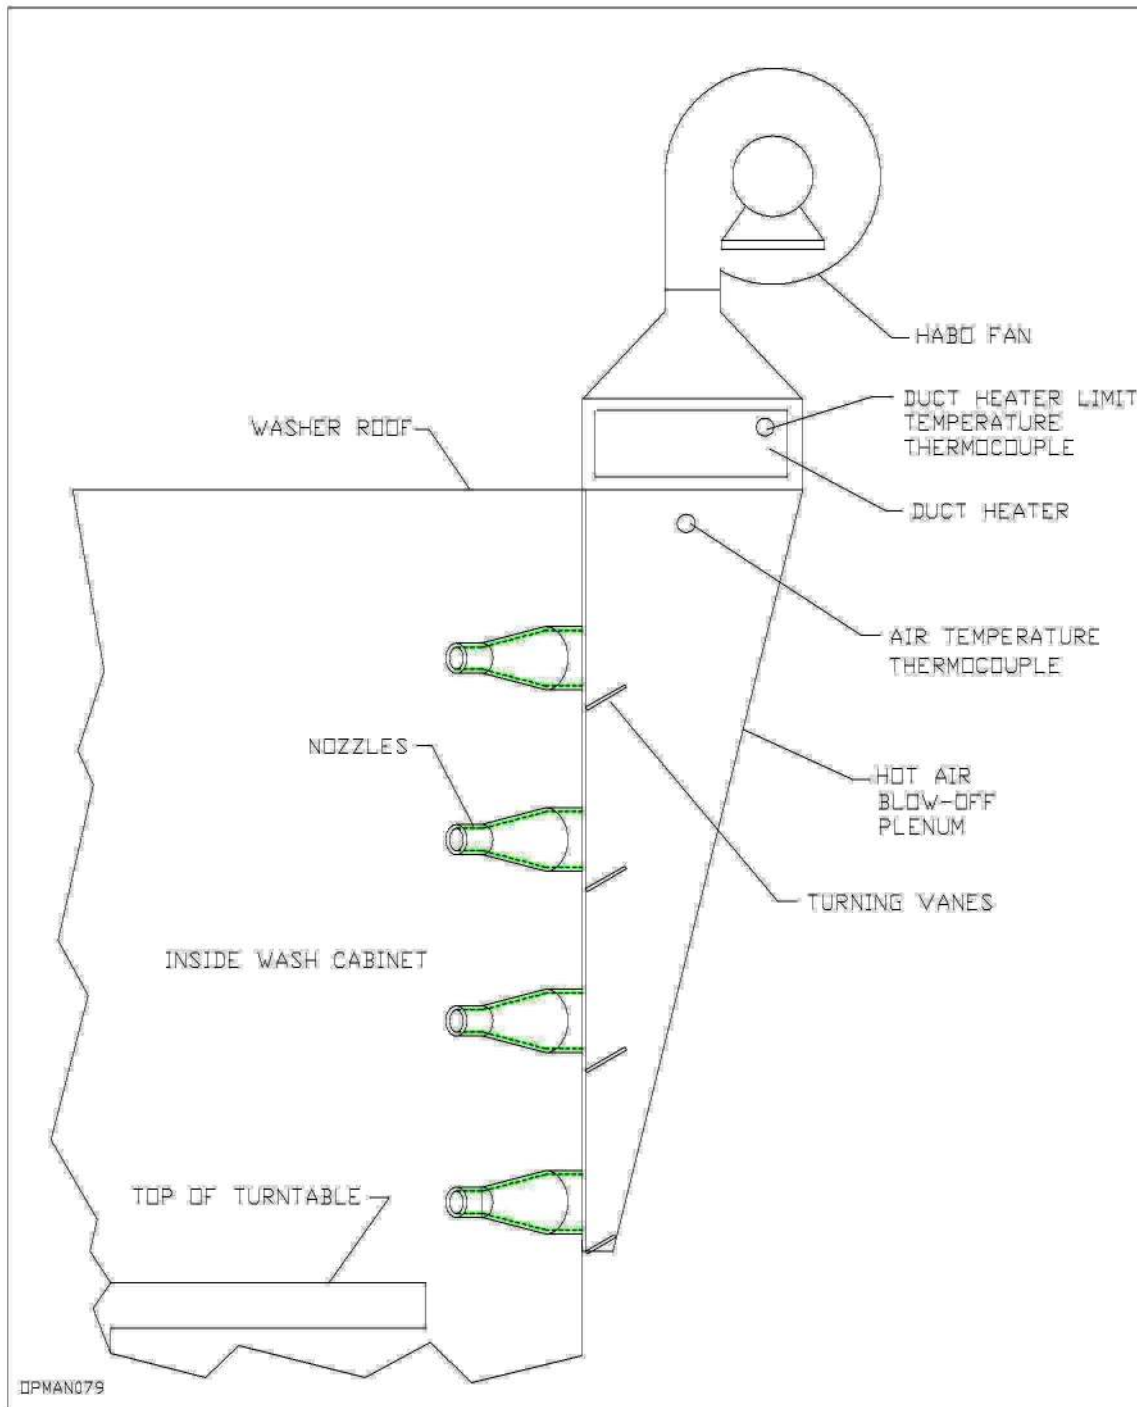 HABO FAN
DUCT HEATER LIMIT
TEMPERATURE
THERMOCOUPLE
WASHER ROOF
DUCT HEATER
AIR TEMPERATURE
THERMOCOUPLE
NOZZLES
HOT AIR
BLOW-OFF
PLENUM
TURNING VANES
INSIDE WASH CABINET
TOP OF TURNTABLE
OPMAN079